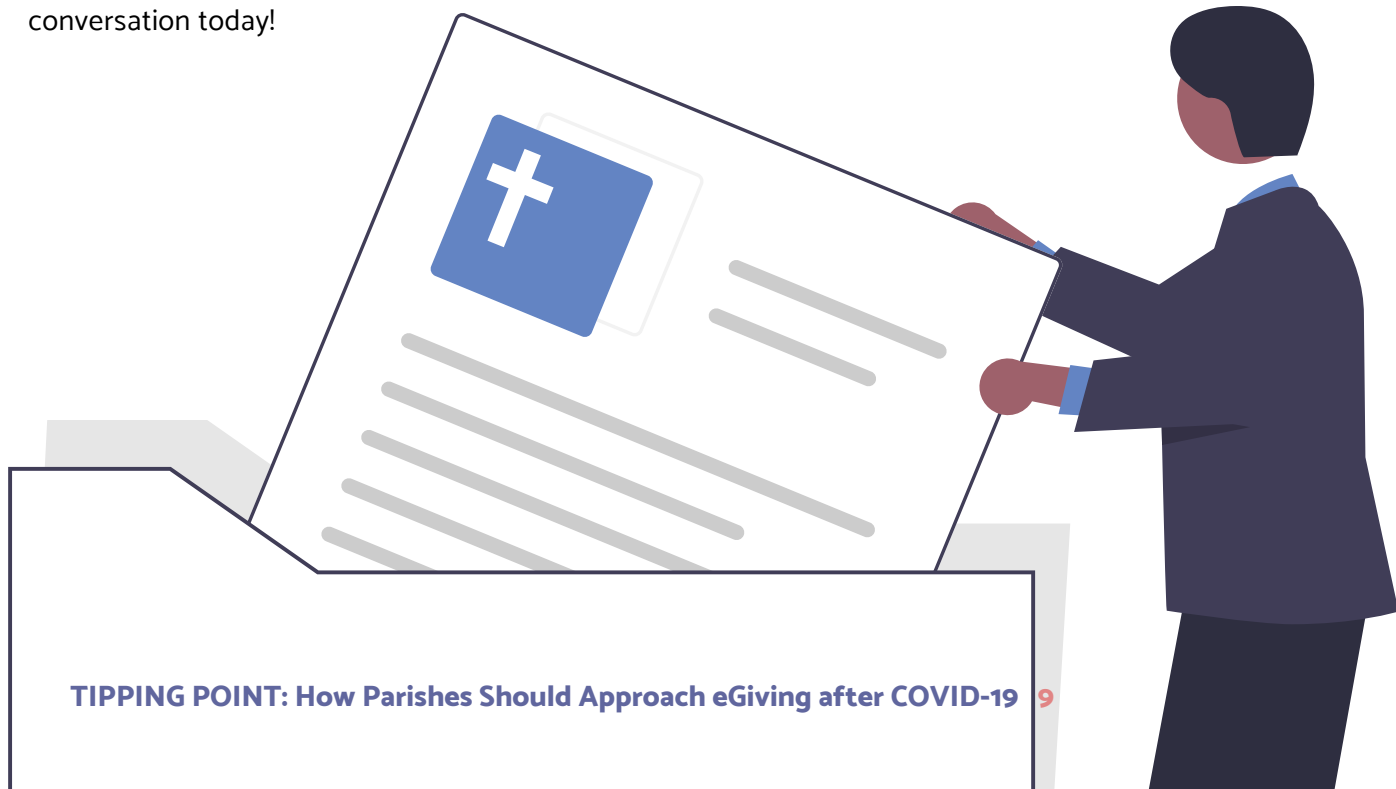 conversation today!
TIPPING POINT: How Parishes Should Approach eGiving after COVID-19 9